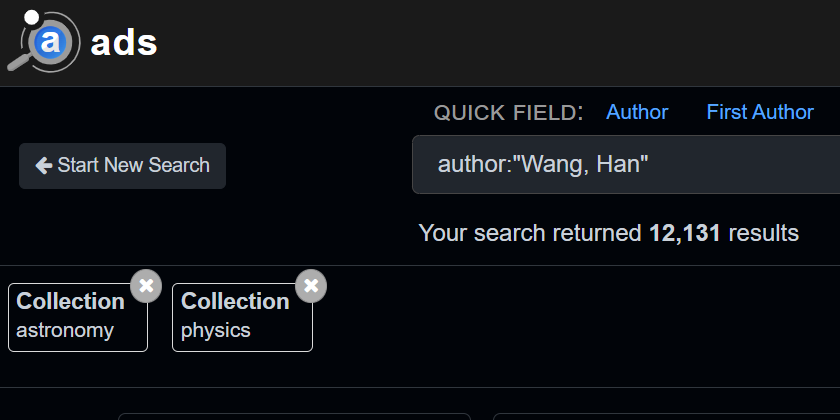 a ads
QUICK FIELD: Author First Author
← Start New Search
author:"Wang, Han"
Your search returned 12,131 results
Collection ✖ Collection ✖
astronomy physics